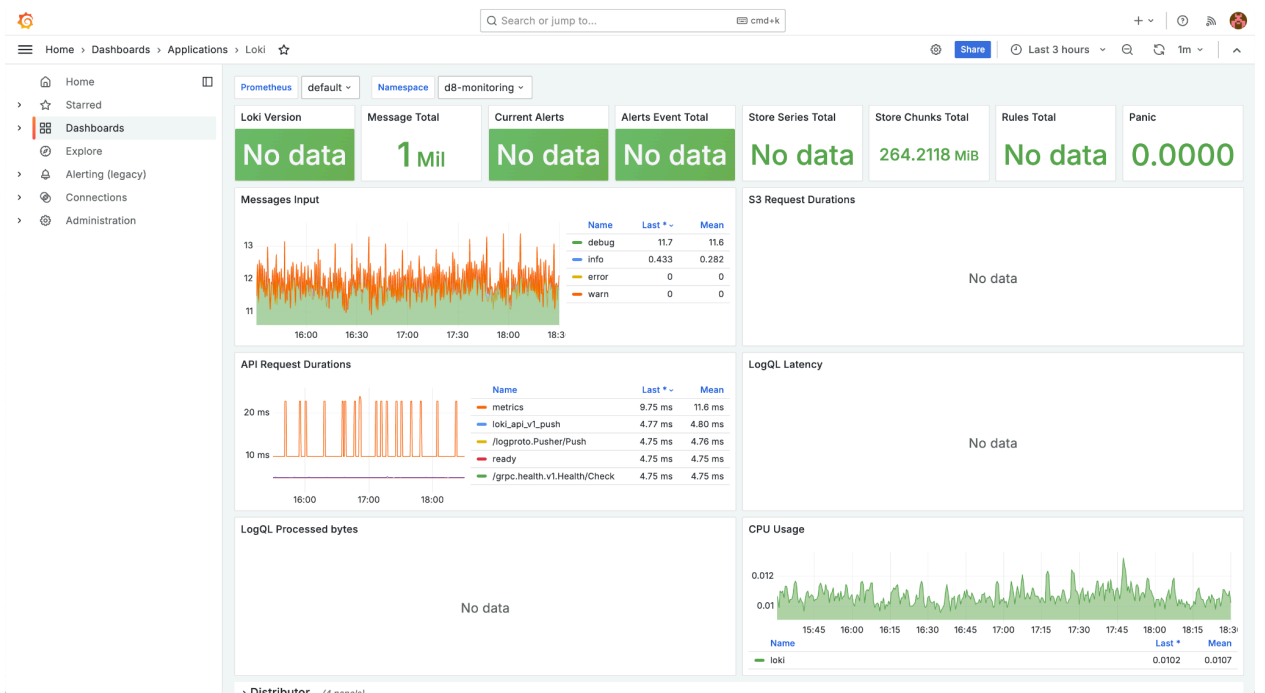 Search or jump to... cmd+k
Home › Dashboards › Applications › Loki
Share Last 3 hours 1m
Home
Starred
Dashboards
Explore
Alerting (legacy)
Connections
Administration
Prometheus default Namespace d8-monitoring
Loki Version
No data
Message Total
1 Mil
Current Alerts
No data
Alerts Event Total
No data
Store Series Total
No data
Store Chunks Total
264.2118 MiB
Rules Total
No data
Panic
0.0000
Messages Input
13
12
11
16:00 16:30 17:00 17:30 18:00 18:3
Name Last * Mean
debug 11.7 11.6
info 0.433 0.282
error 0 0
warn 0 0
S3 Request Durations
No data
API Request Durations
20 ms
10 ms
16:00 17:00 18:00
Name Last * Mean
metrics 9.75 ms 11.6 ms
loki_api_v1_push 4.77 ms 4.80 ms
/logproto.Pusher/Push 4.75 ms 4.76 ms
ready 4.75 ms 4.75 ms
/grpc.health.v1.Health/Check 4.75 ms 4.75 ms
LogQL Latency
No data
LogQL Processed bytes
No data
CPU Usage
0.012
0.01
15:45 16:00 16:15 16:30 16:45 17:00 17:15 17:30 17:45 18:00 18:15 18:30
Name Last * Mean
loki 0.0102 0.0107
Distributor (4 panels)